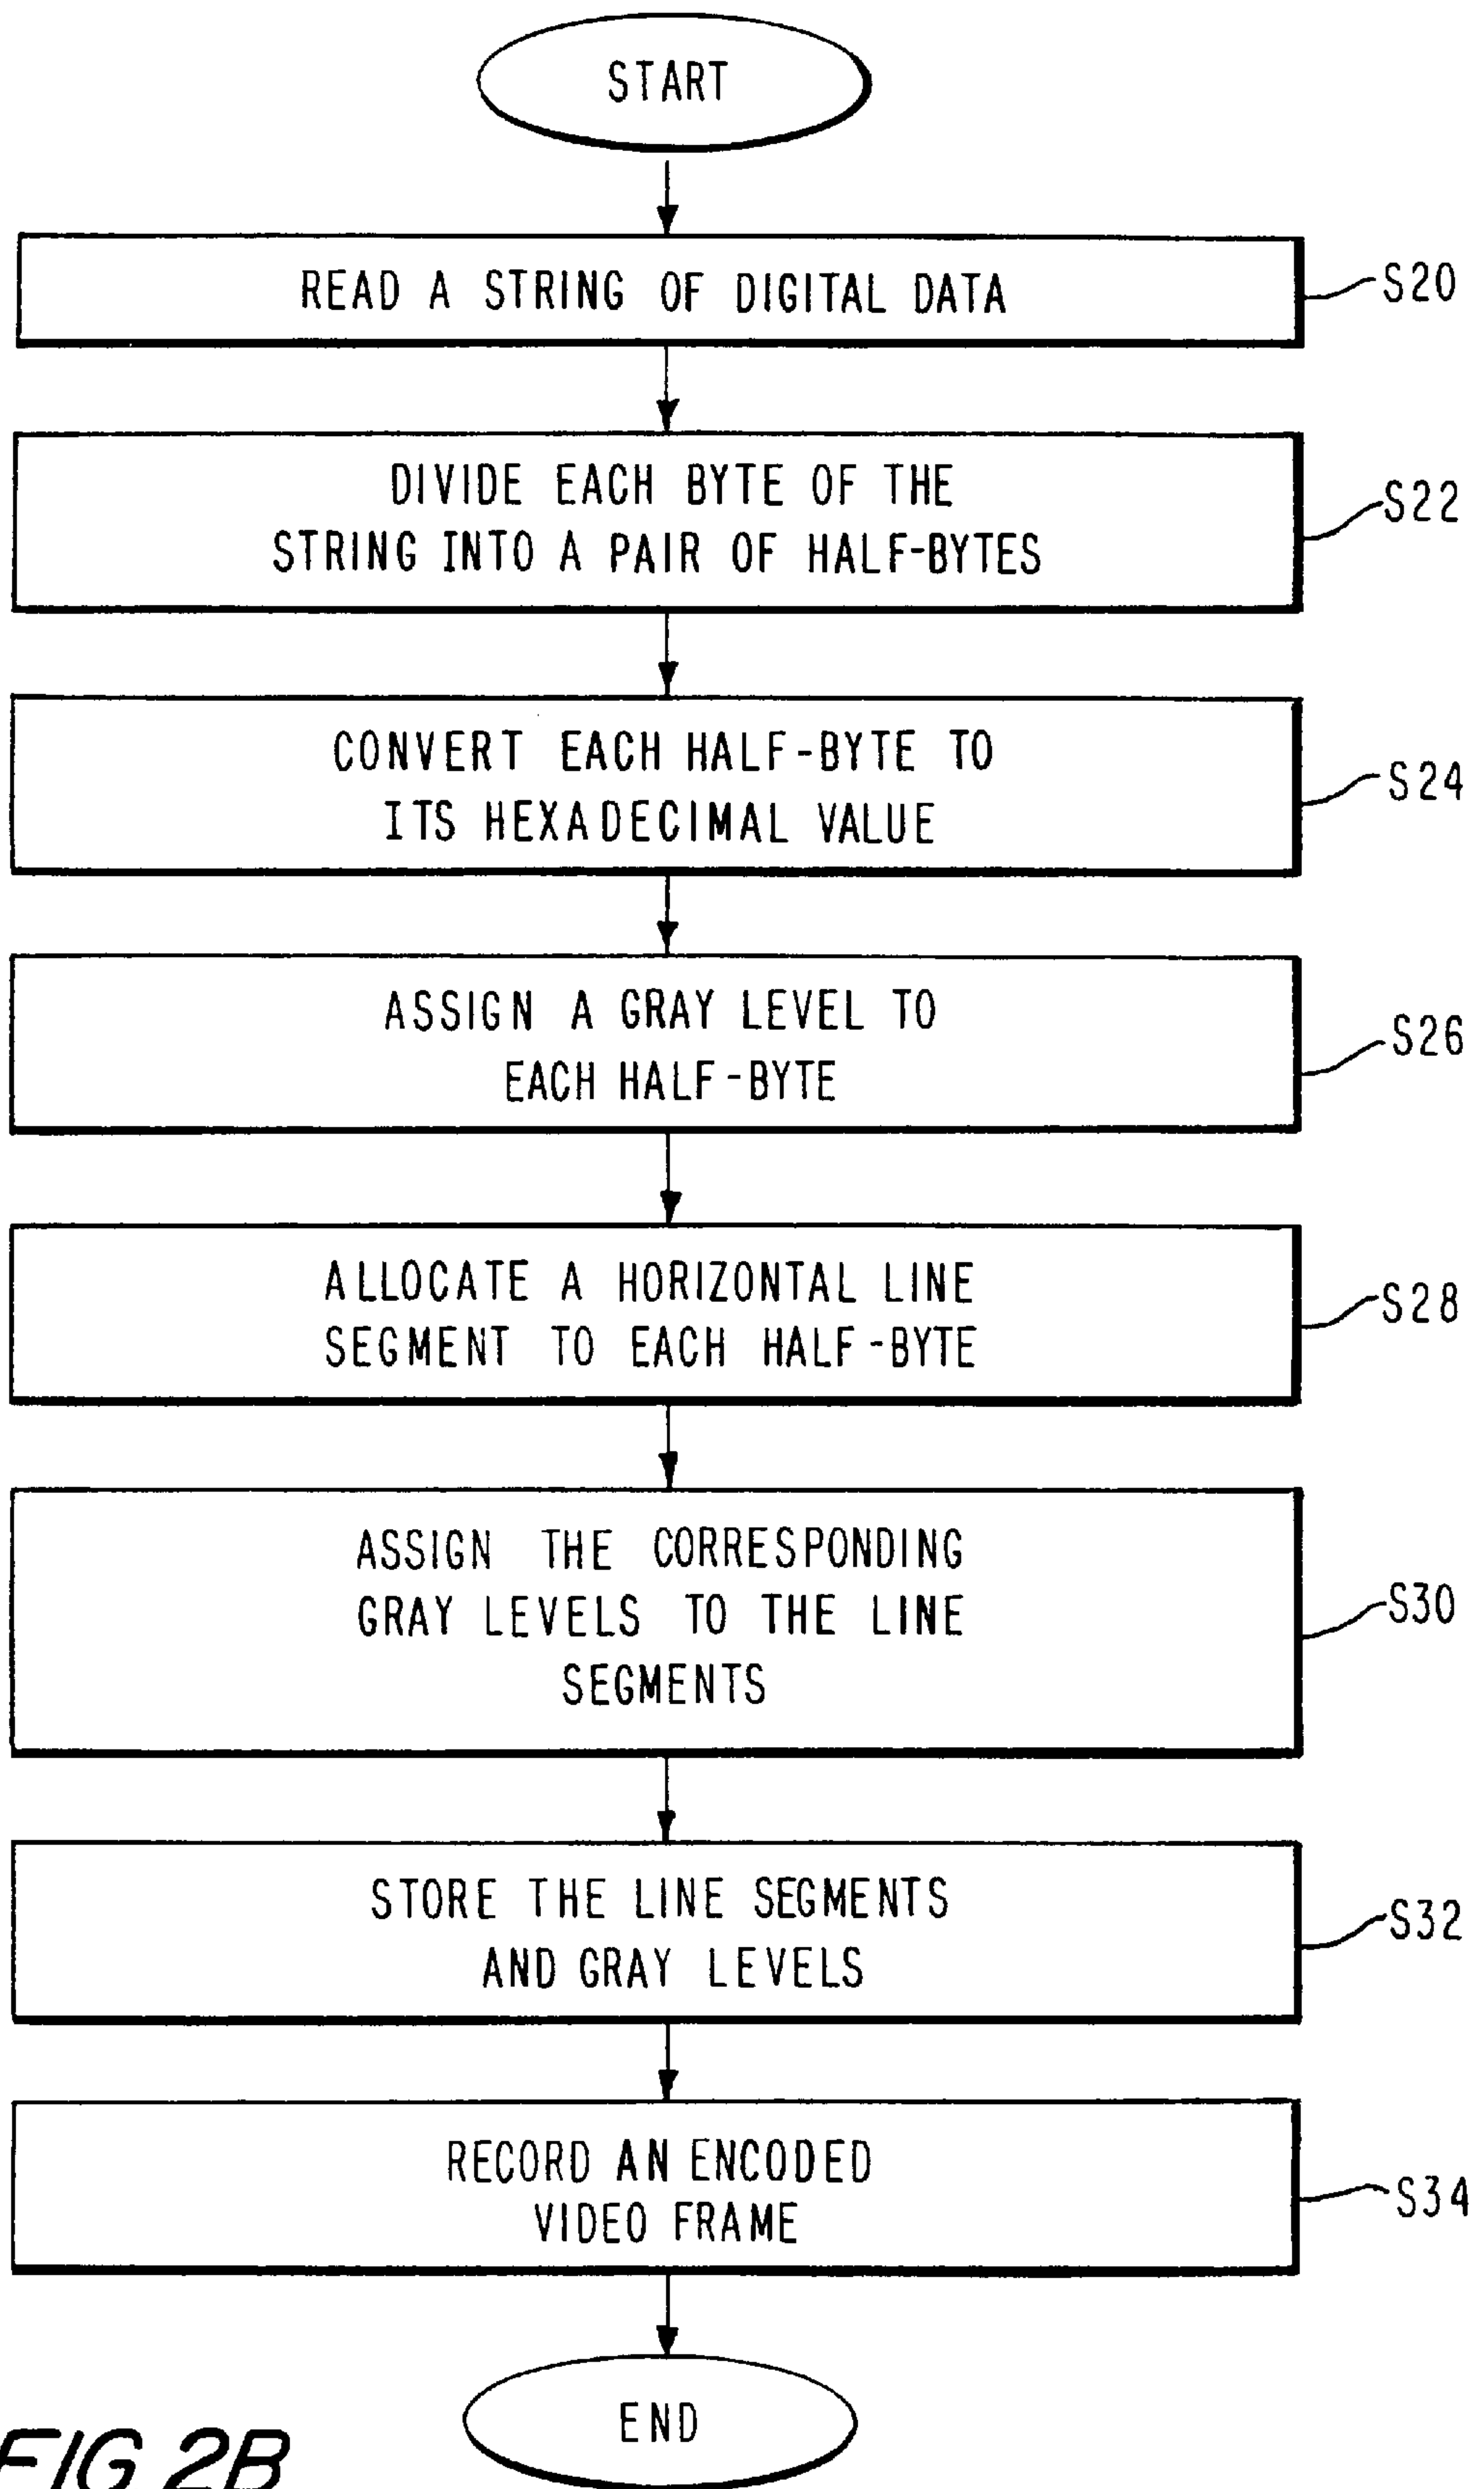 START
READ A STRING OF DIGITAL DATA
S20
DIVIDE EACH BYTE OF THE
STRING INTO A PAIR OF HALF-BYTES
S22
CONVERT EACH HALF-BYTE TO
ITS HEXADECIMAL VALUE
S24
ASSIGN A GRAY LEVEL TO
EACH HALF-BYTE
S26
ALLOCATE A HORIZONTAL LINE
SEGMENT TO EACH HALF-BYTE
S28
ASSIGN THE CORRESPONDING
GRAY LEVELS TO THE LINE
SEGMENTS
S30
STORE THE LINE SEGMENTS
AND GRAY LEVELS
S32
RECORD AN ENCODED
VIDEO FRAME
S34
END
FIG 2B